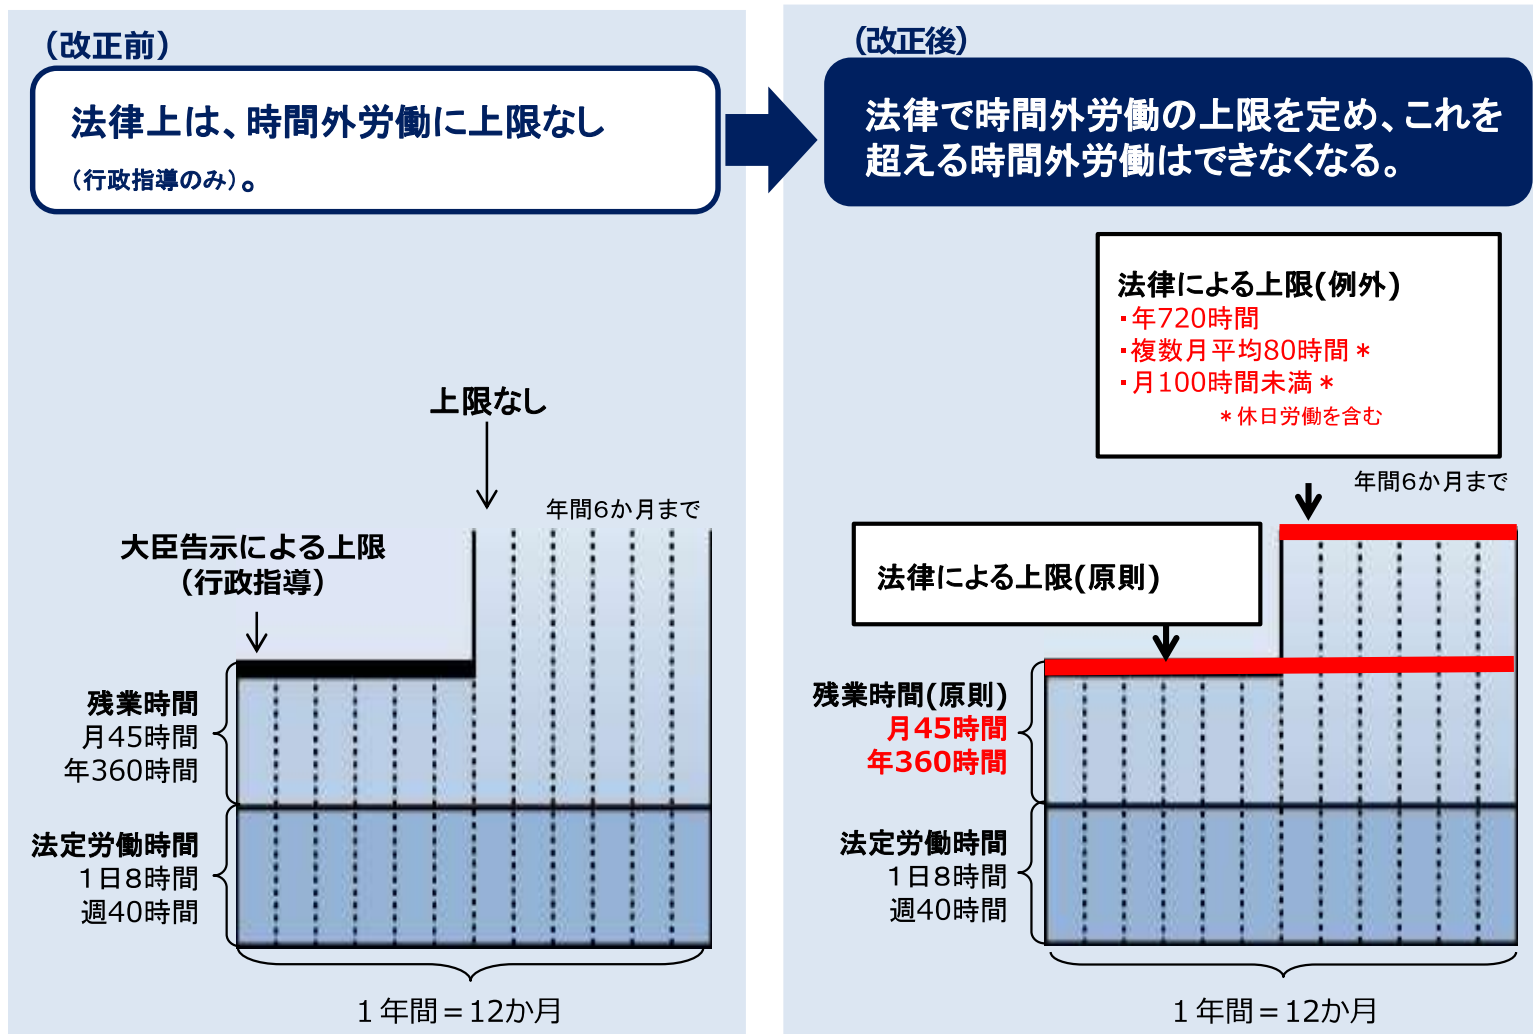 （改正前）
法律上は、時間外労働に上限なし
（行政指導のみ）。
上限なし
年間6か月まで
大臣告示による上限
（行政指導）
残業時間
月45時間
年360時間
法定労働時間
1日8時間
週40時間
1年間＝12か月
（改正後）
法律で時間外労働の上限を定め、これを
超える時間外労働はできなくなる。
法律による上限(例外)
・年720時間
・複数月平均80時間＊
・月100時間未満＊
＊休日労働を含む
年間6か月まで
法律による上限(原則)
残業時間(原則)
月45時間
年360時間
法定労働時間
1日8時間
週40時間
1年間＝12か月